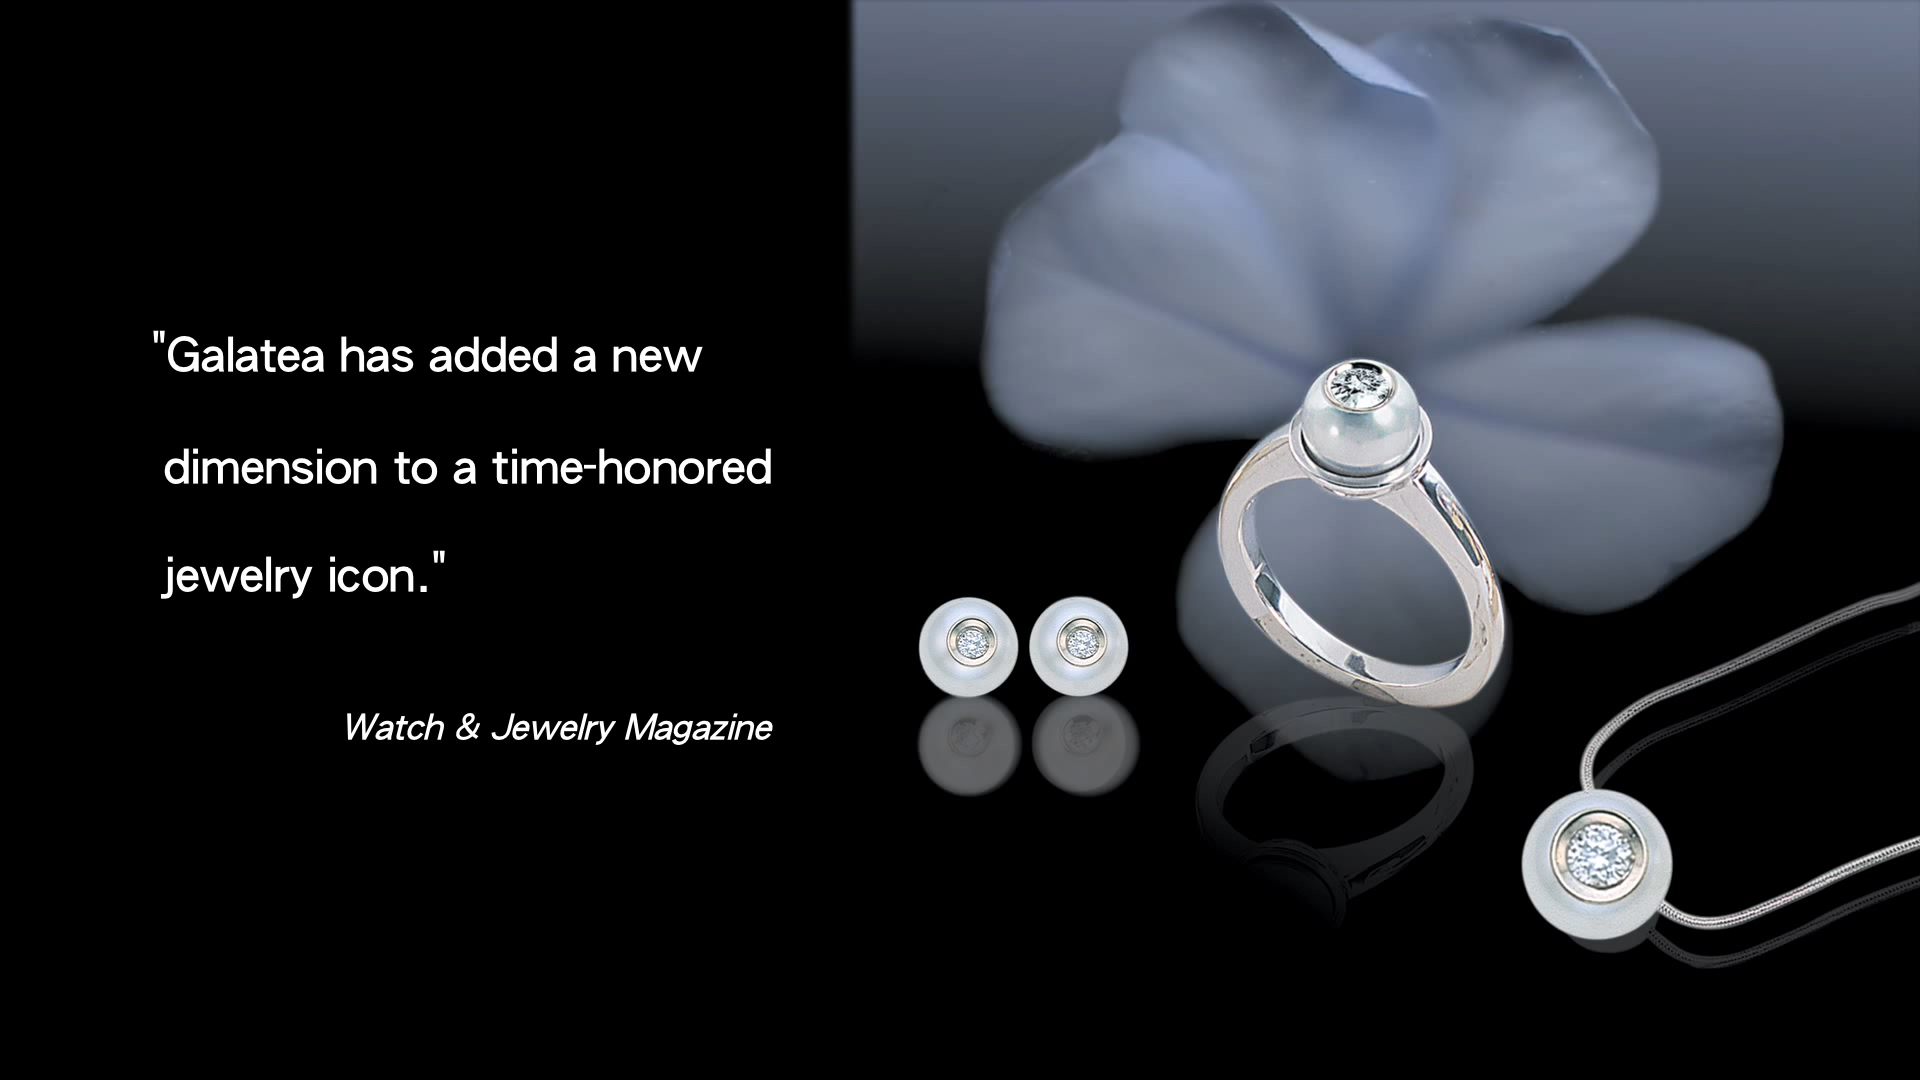 "Galatea has added a new
dimension to a time-honored
jewelry icon."
Watch & Jewelry Magazine